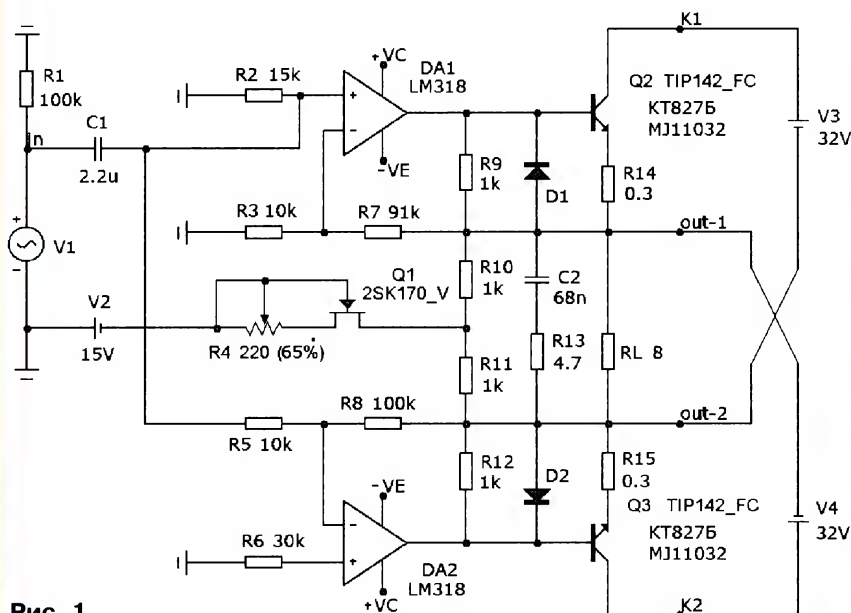 K1
+VC
DA1
LM318
R2 15k
Q2 TIP142_FC
КТ827Б
MJ11032
V3
32V
R1
100k
in
C1
2.2u
+
−
-VE
R9
1k
D1
R14
0.3
R3 10k
R7 91k
out-1
+
−
V1
Q1
2SK170_V
R10
1k
C2
68n
V2
15V
R4 220 (65%)
R11
1k
R13
4.7
RL 8
R8 100k
out-2
R5 10k
R12
1k
D2
R15
0.3
-VE
Q3 TIP142_FC
КТ827Б
MJ11032
V4
32V
−
+
R6 30k
DA2
LM318
+VC
K2
Рис. 1